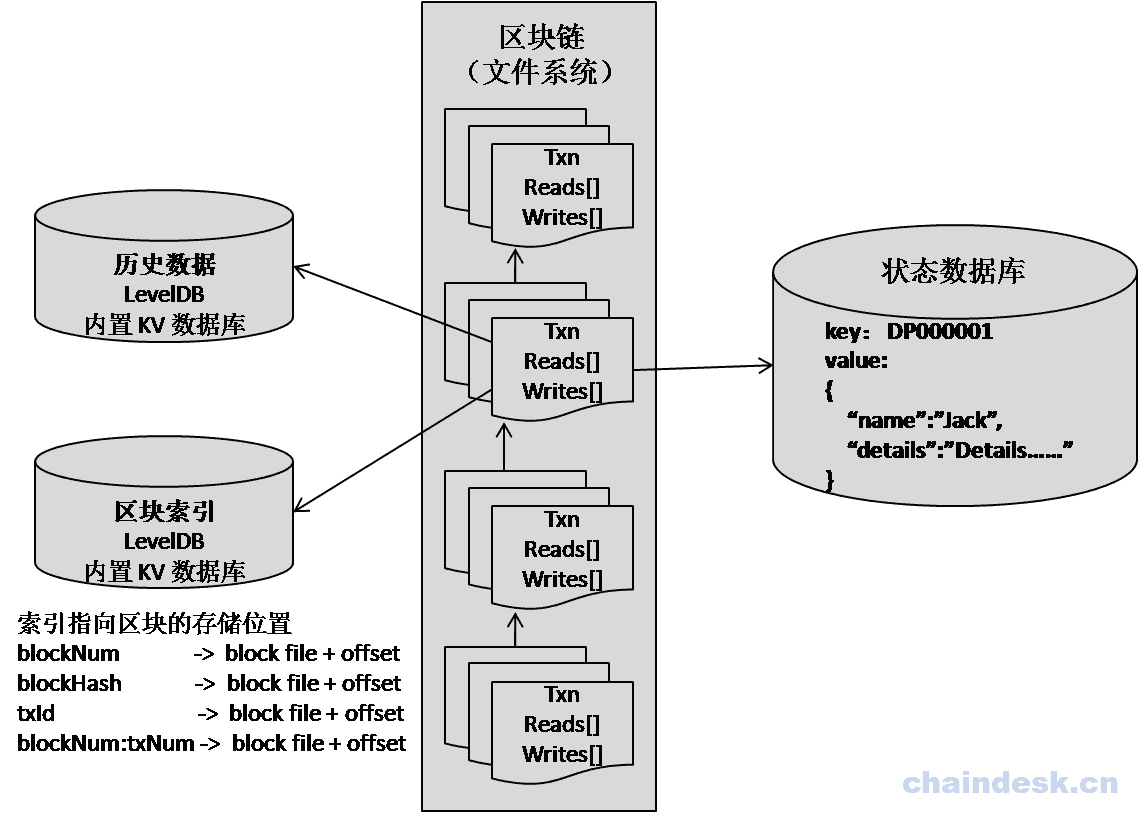 区块链
（文件系统）
Txn
Reads[]
Writes[]
Txn
Reads[]
Writes[]
Txn
Reads[]
Writes[]
Txn
Reads[]
Writes[]
历史数据
LevelDB
内置 KV 数据库
区块索引
LevelDB
内置 KV 数据库
索引指向区块的存储位置
blockNum -> block file + offset
blockHash -> block file + offset
txId -> block file + offset
blockNum:txNum -> block file + offset
状态数据库
key： DP000001
value:
{
“name”:”Jack”,
“details”:”Details……”
}
chaindesk.cn